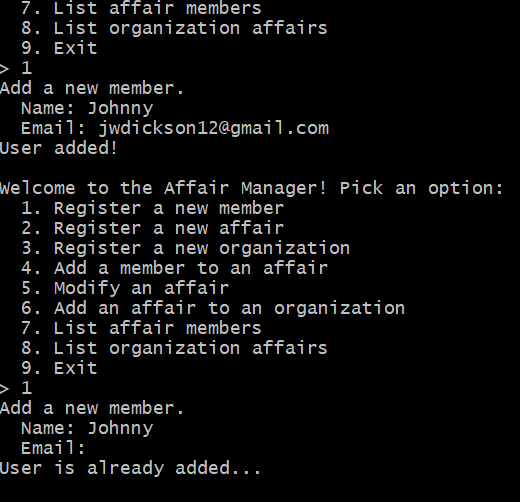 7. List affair members
8. List organization affairs
9. Exit
> 1
Add a new member.
Name: Johnny
Email: jwdickson12@gmail.com
User added!
Welcome to the Affair Manager! Pick an option:
1. Register a new member
2. Register a new affair
3. Register a new organization
4. Add a member to an affair
5. Modify an affair
6. Add an affair to an organization
7. List affair members
8. List organization affairs
9. Exit
> 1
Add a new member.
Name: Johnny
Email:
User is already added...